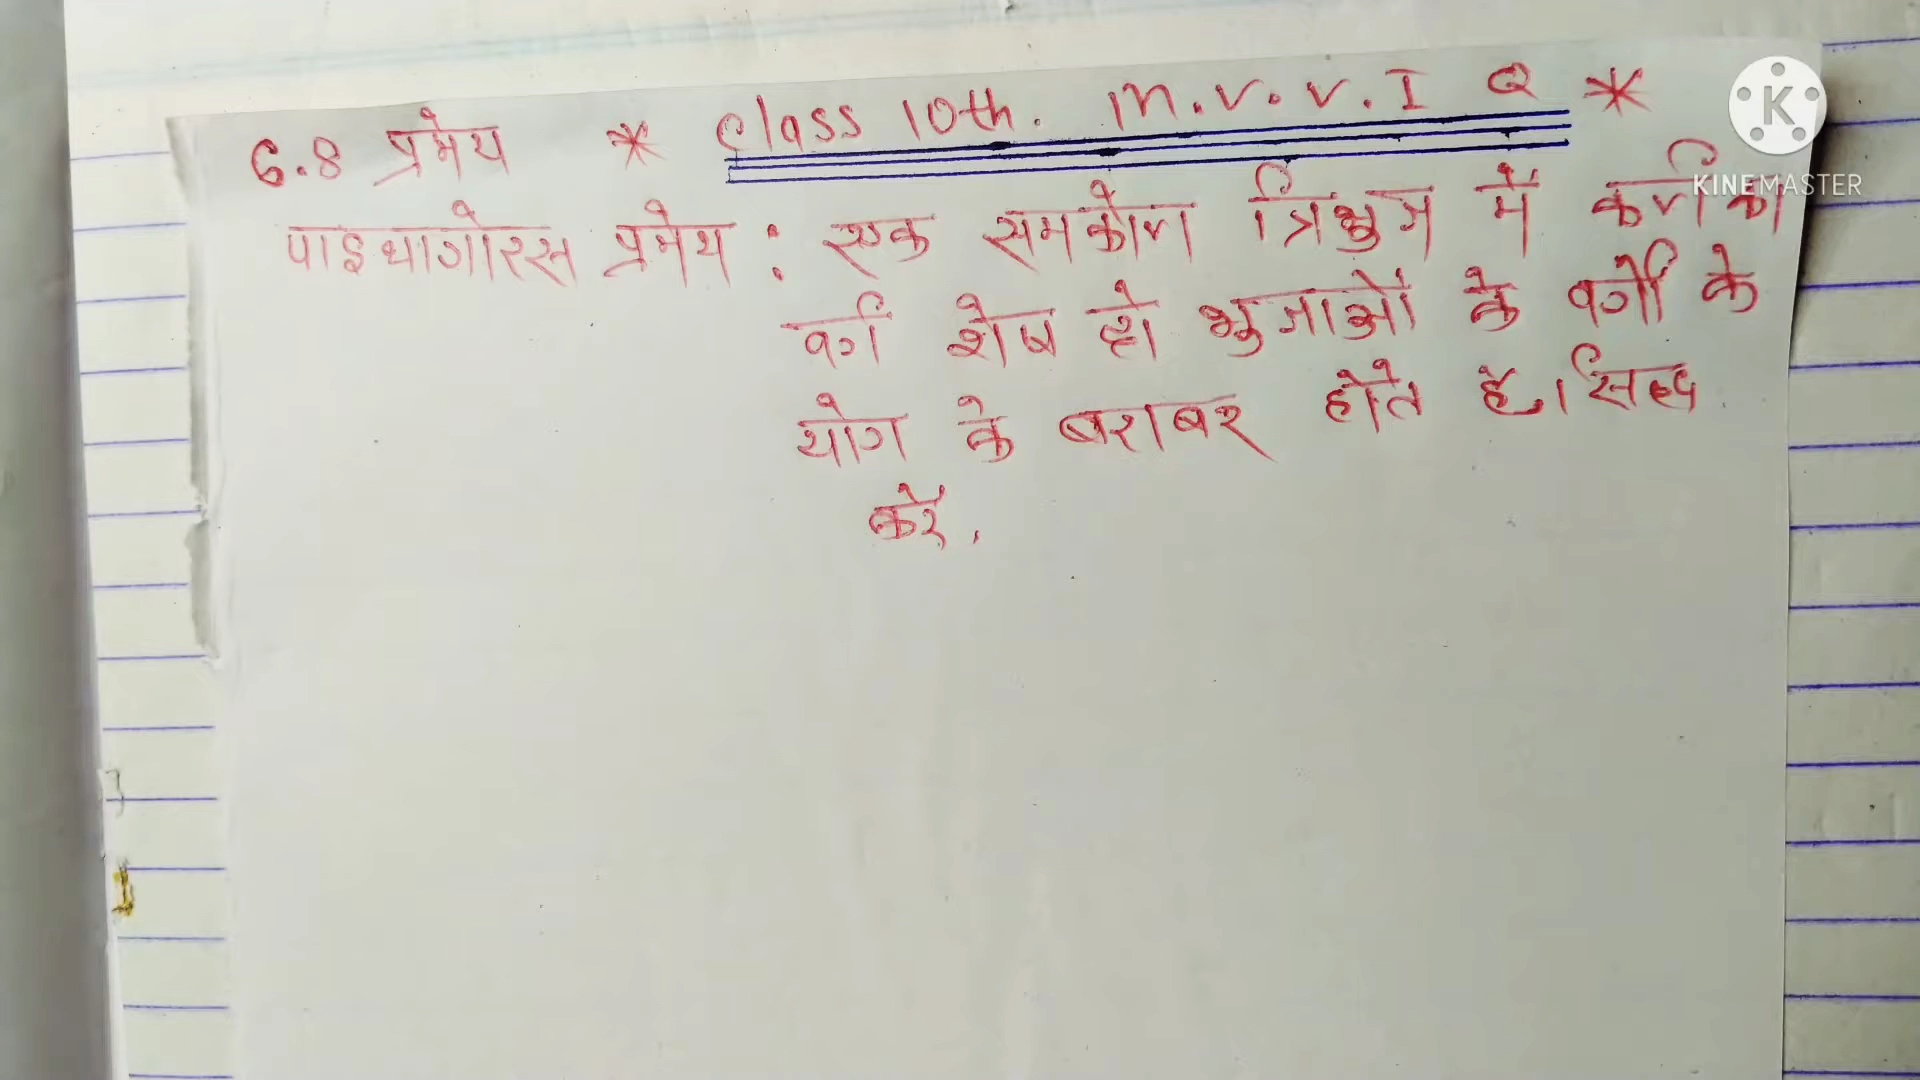 6.8 प्रमेय * Class 10th. M.V.V.I Q *
KINEMASTER
पाइथागोरस प्रमेय : एक समकोण त्रिभुज में कर्ण का
वर्ग शेष दो भुजाओं के वर्गों के
योग के बराबर होते हैं। सिद्ध
करें.